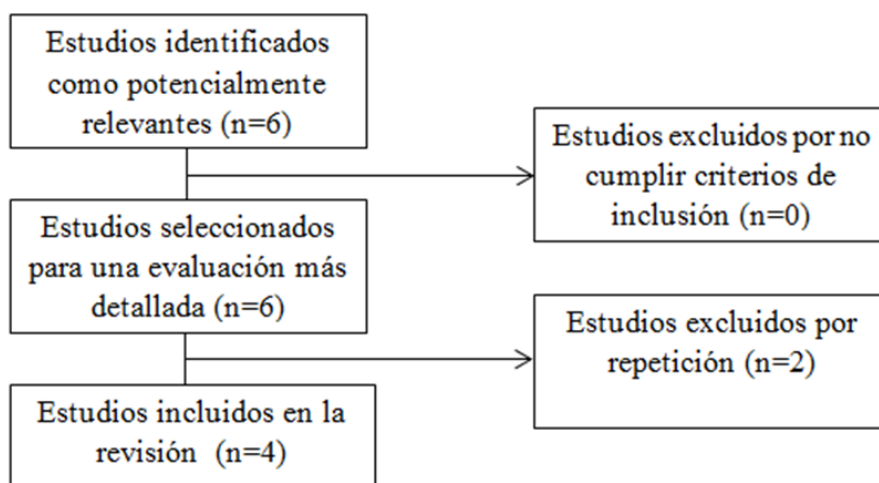 Estudios identificados
como potencialmente
relevantes (n=6)
Estudios excluidos por no
cumplir criterios de
inclusión (n=0)
Estudios seleccionados
para una evaluación más
detallada (n=6)
Estudios excluidos por
repetición (n=2)
Estudios incluidos en la
revisión (n=4)